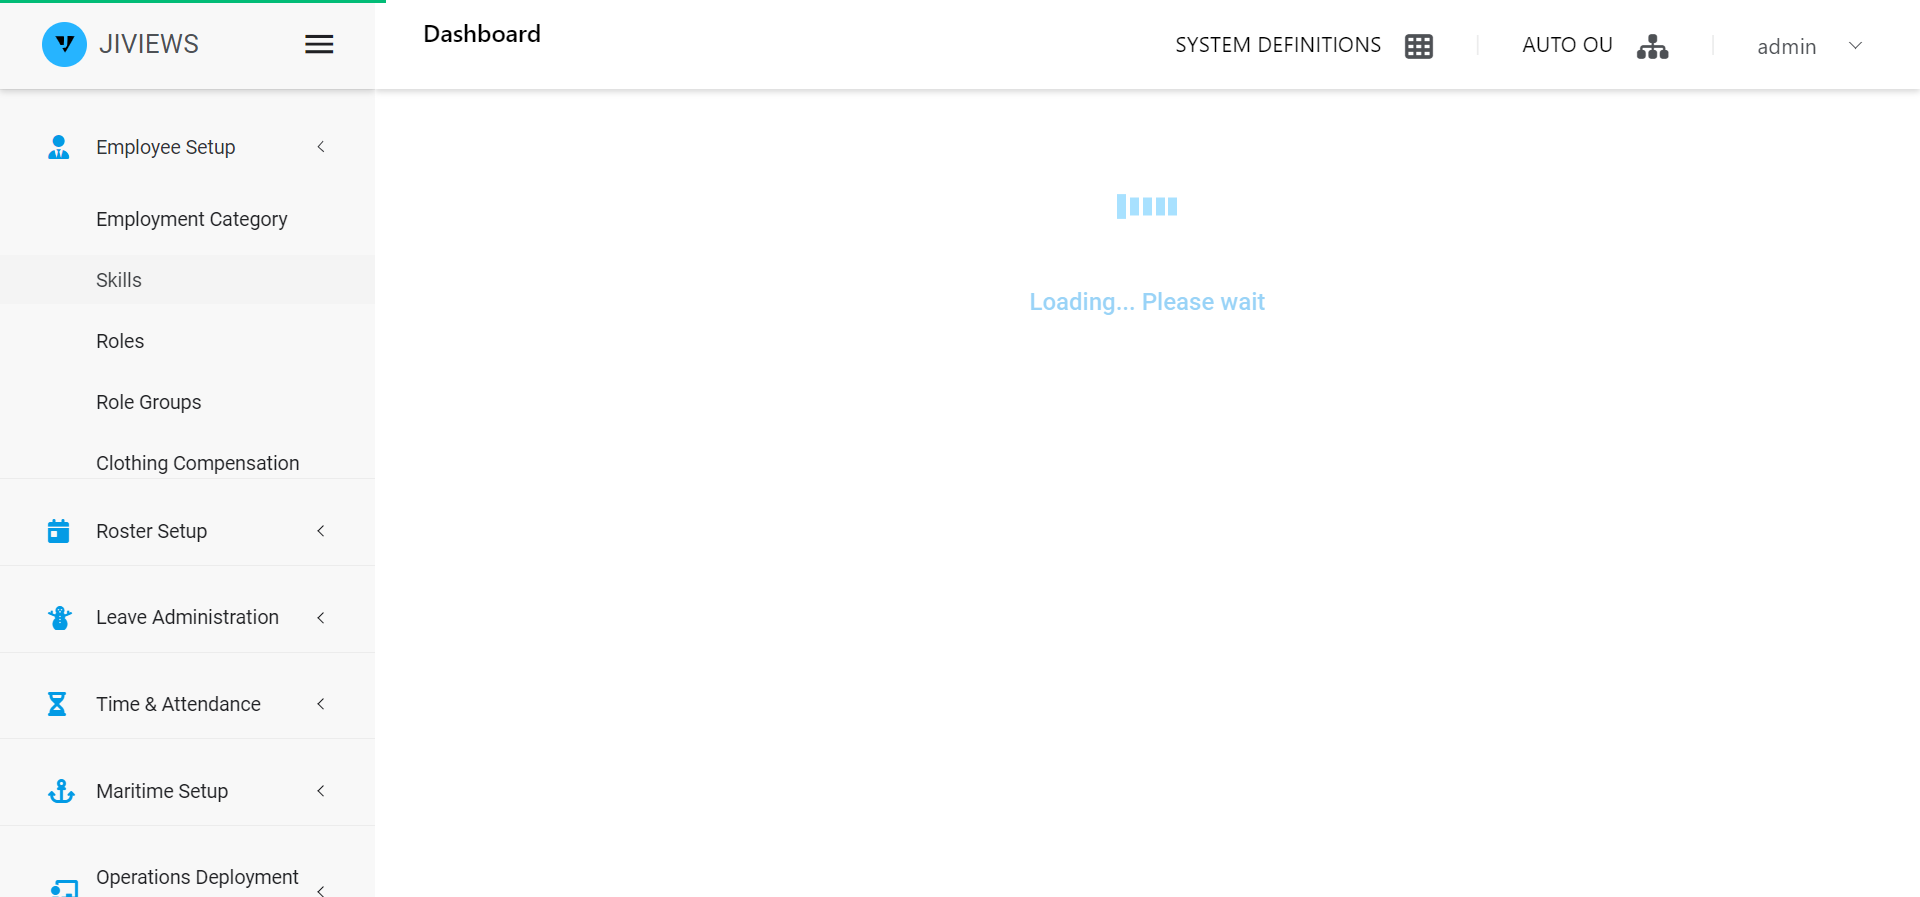 JIVIEWS
Dashboard
SYSTEM DEFINITIONS
AUTO OU
admin
Employee Setup
Employment Category
Skills
Roles
Role Groups
Clothing Compensation
Roster Setup
Leave Administration
Time & Attendance
Maritime Setup
Operations Deployment
Loading... Please wait